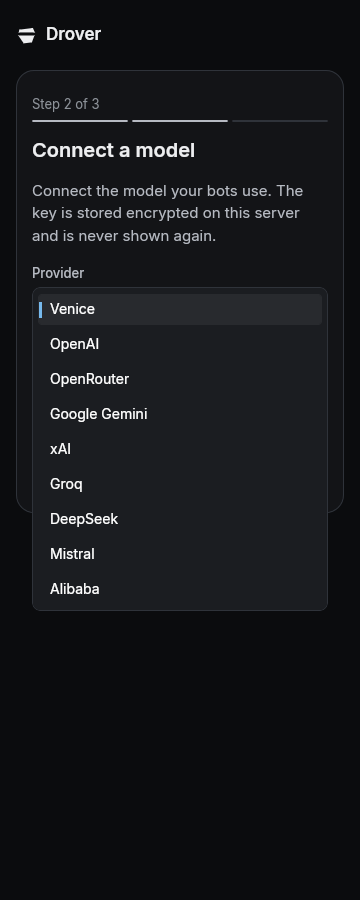 Drover
Step 2 of 3
Connect a model
Connect the model your bots use. The
key is stored encrypted on this server
and is never shown again.
Provider
Venice
OpenAI
OpenRouter
Google Gemini
xAI
Groq
DeepSeek
Mistral
Alibaba